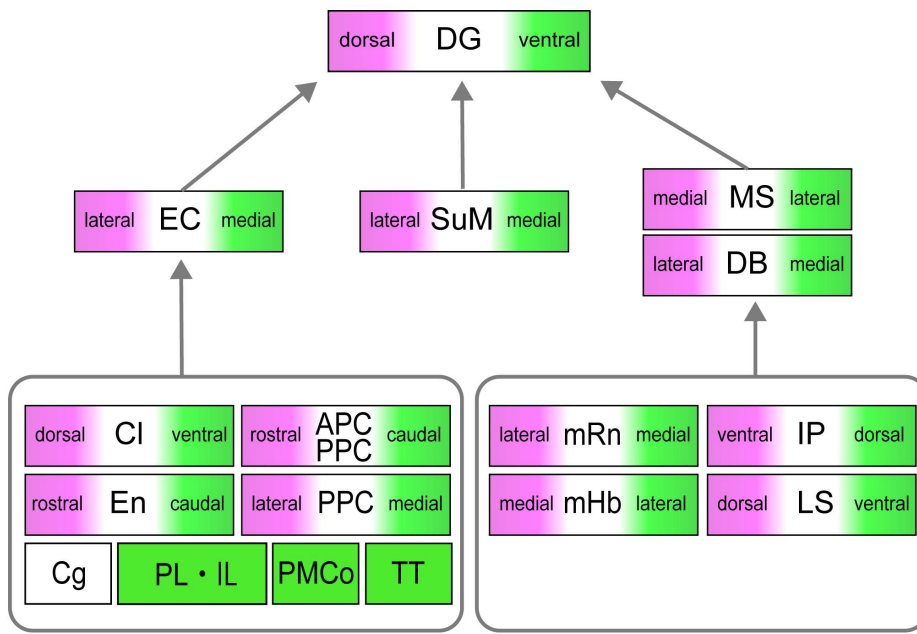 dorsal DG ventral
lateral EC medial
lateral SuM medial
medial MS lateral
lateral DB medial
dorsal Cl ventral
rostral APC PPC caudal
rostral En caudal
lateral PPC medial
Cg PL・IL PMCo TT
lateral mRn medial
ventral IP dorsal
medial mHb lateral
dorsal LS ventral